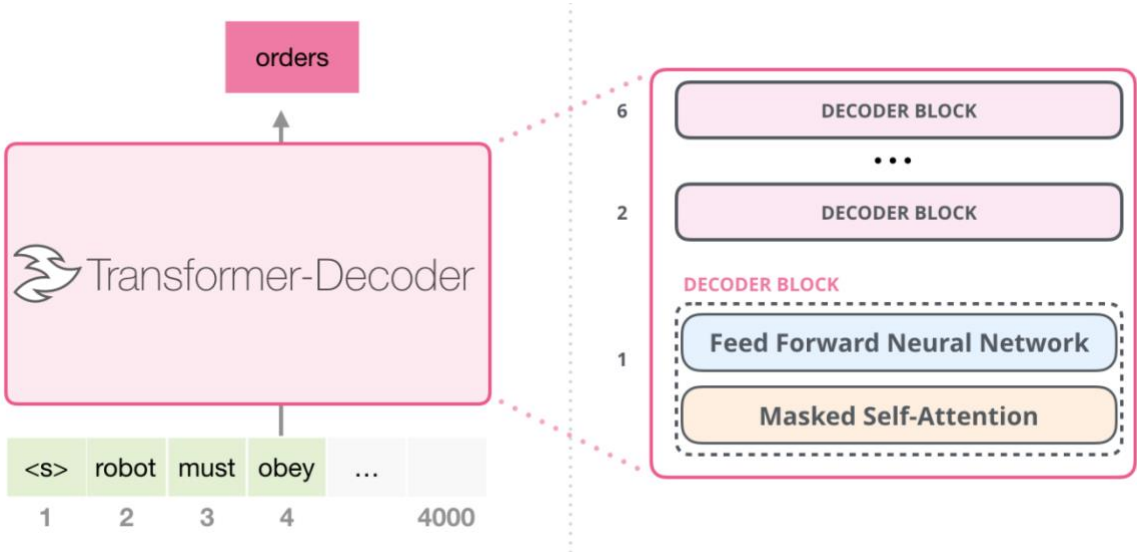 orders
Transformer-Decoder
<s> robot must obey ...
1 2 3 4 4000
6 DECODER BLOCK
...
2 DECODER BLOCK
DECODER BLOCK
1
Feed Forward Neural Network
Masked Self-Attention